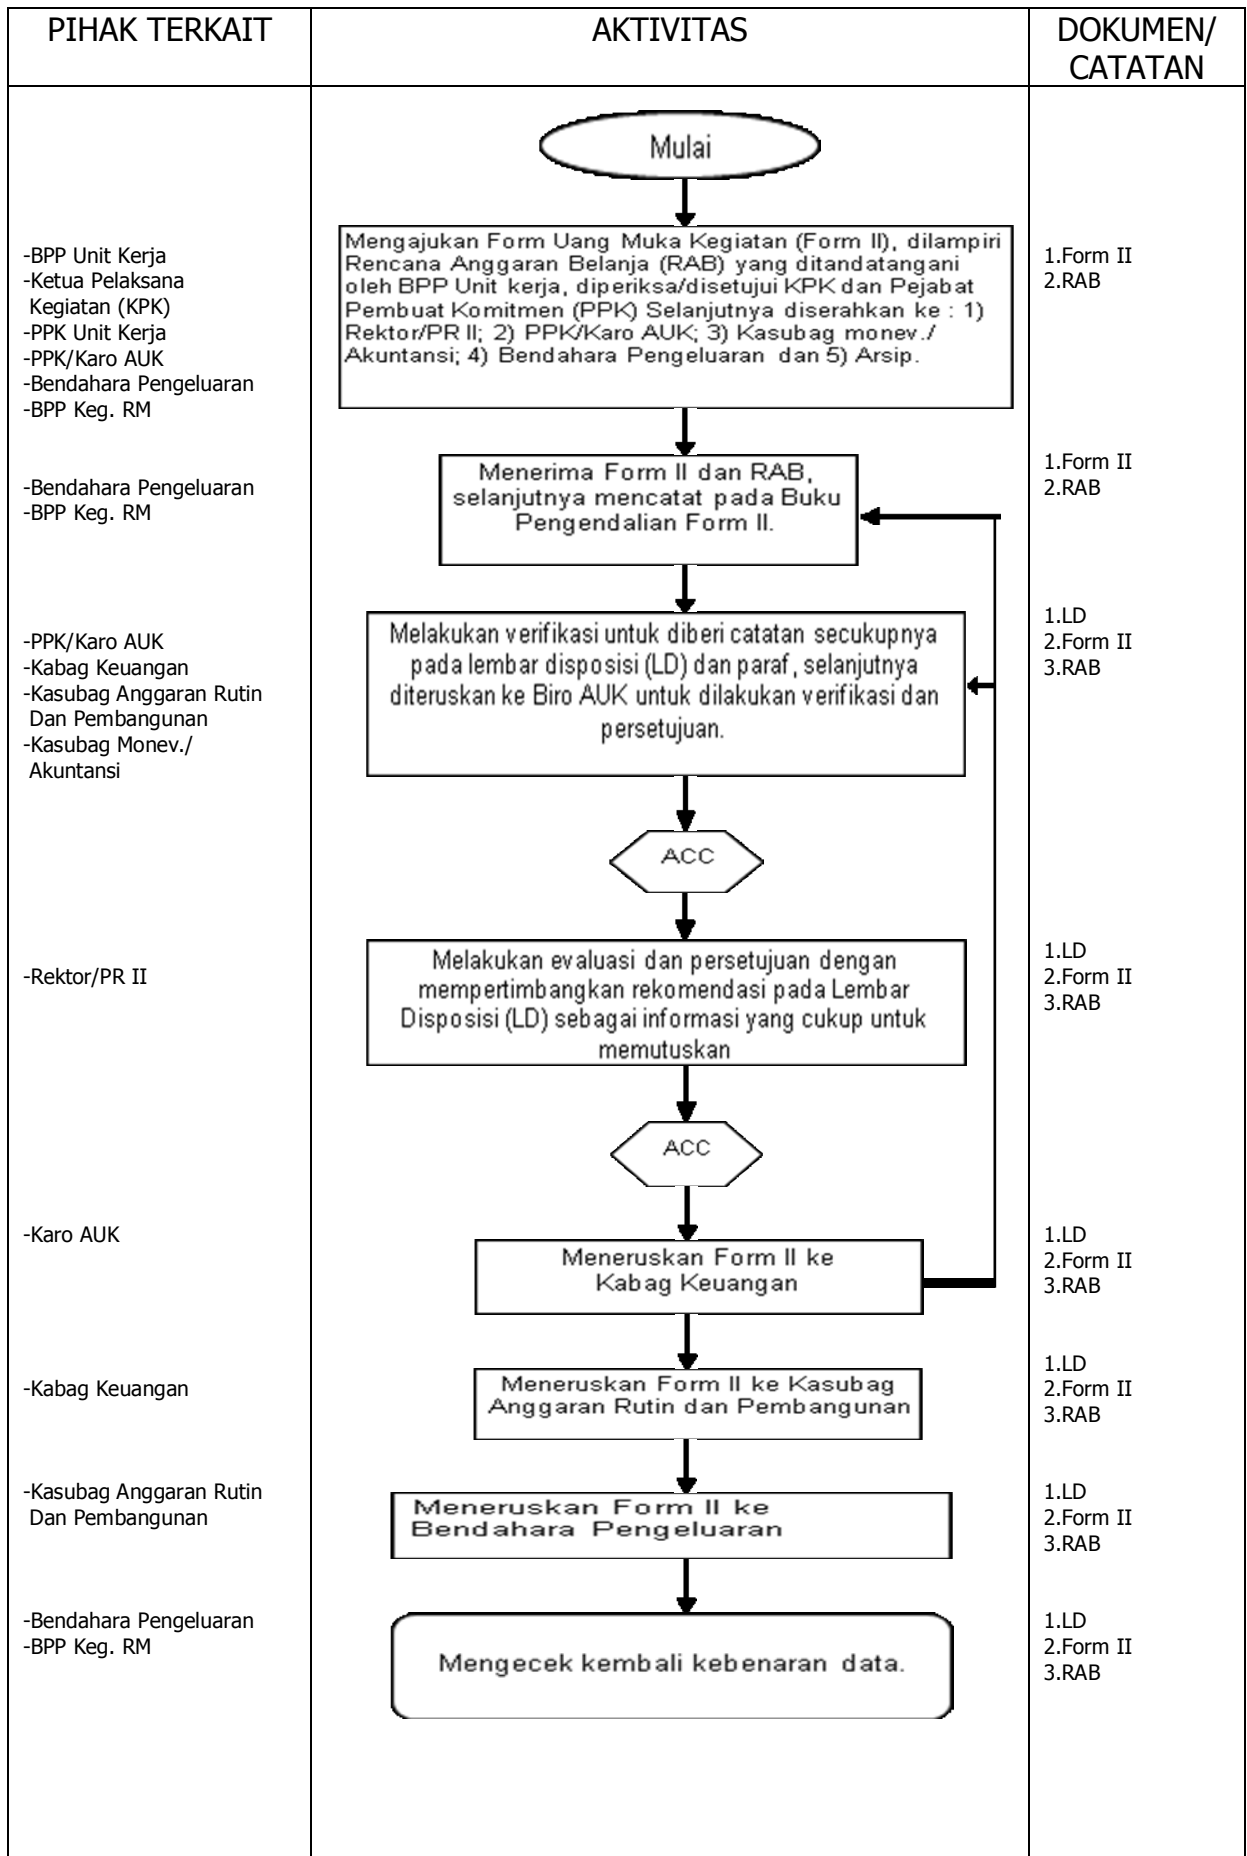 PIHAK TERKAIT
AKTIVITAS
DOKUMEN/
CATATAN
Mulai
-BPP Unit Kerja
-Ketua Pelaksana
Kegiatan (KPK)
-PPK Unit Kerja
-PPK/Karo AUK
-Bendahara Pengeluaran
-BPP Keg. RM
Mengajukan Form Uang Muka Kegiatan (Form II), dilampiri
Rencana Anggaran Belanja (RAB) yang ditandatangani
oleh BPP Unit kerja, diperiksa/disetujui KPK dan Pejabat
Pembuat Komitmen (PPK) Selanjutnya diserahkan ke : 1)
Rektor/PR II; 2) PPK/Karo AUK; 3) Kasubag monev./
Akuntansi; 4) Bendahara Pengeluaran dan 5) Arsip.
1.Form II
2.RAB
-Bendahara Pengeluaran
-BPP Keg. RM
Menerima Form II dan RAB,
selanjutnya mencatat pada Buku
Pengendalian Form II.
1.Form II
2.RAB
-PPK/Karo AUK
-Kabag Keuangan
-Kasubag Anggaran Rutin
Dan Pembangunan
-Kasubag Monev./
Akuntansi
Melakukan verifikasi untuk diberi catatan secukupnya
pada lembar disposisi (LD) dan paraf, selanjutnya
diteruskan ke Biro AUK untuk dilakukan verifikasi dan
persetujuan.
1.LD
2.Form II
3.RAB
ACC
-Rektor/PR II
Melakukan evaluasi dan persetujuan dengan
mempertimbangkan rekomendasi pada Lembar
Disposisi (LD) sebagai informasi yang cukup untuk
memutuskan
1.LD
2.Form II
3.RAB
ACC
-Karo AUK
Meneruskan Form II ke
Kabag Keuangan
1.LD
2.Form II
3.RAB
-Kabag Keuangan
Meneruskan Form II ke Kasubag
Anggaran Rutin dan Pembangunan
1.LD
2.Form II
3.RAB
-Kasubag Anggaran Rutin
Dan Pembangunan
Meneruskan Form II ke
Bendahara Pengeluaran
1.LD
2.Form II
3.RAB
-Bendahara Pengeluaran
-BPP Keg. RM
Mengecek kembali kebenaran data.
1.LD
2.Form II
3.RAB